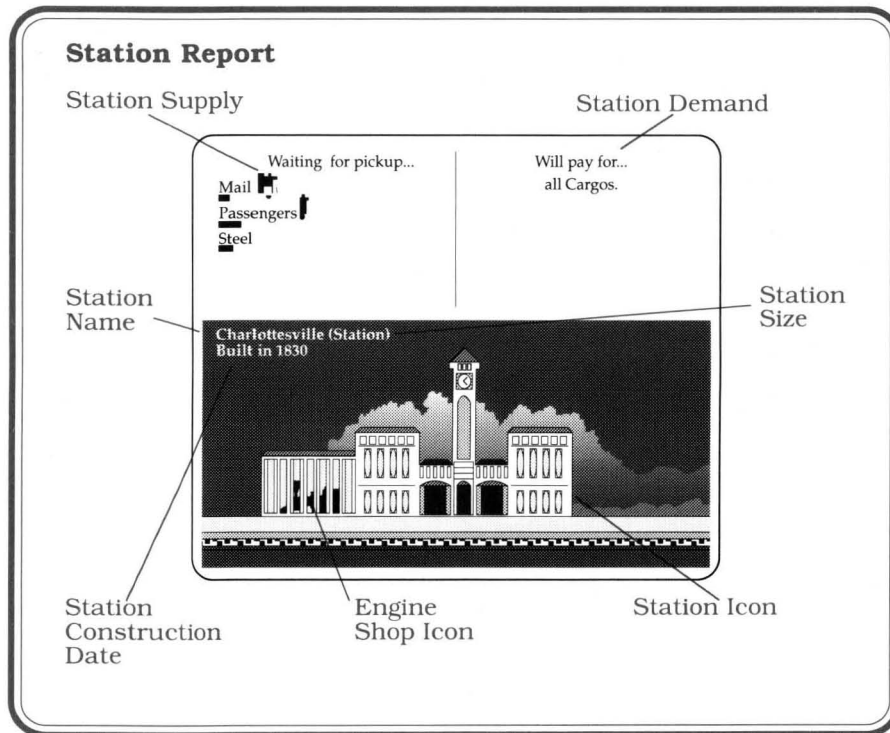 Station Report
Station Supply
Station Demand
Waiting for pickup...
Will pay for...
Mail
all Cargos.
Passengers
Steel
Station
Name
Station
Size
Charlottesville (Station)
Built in 1830
Station
Construction
Date
Engine
Shop Icon
Station Icon